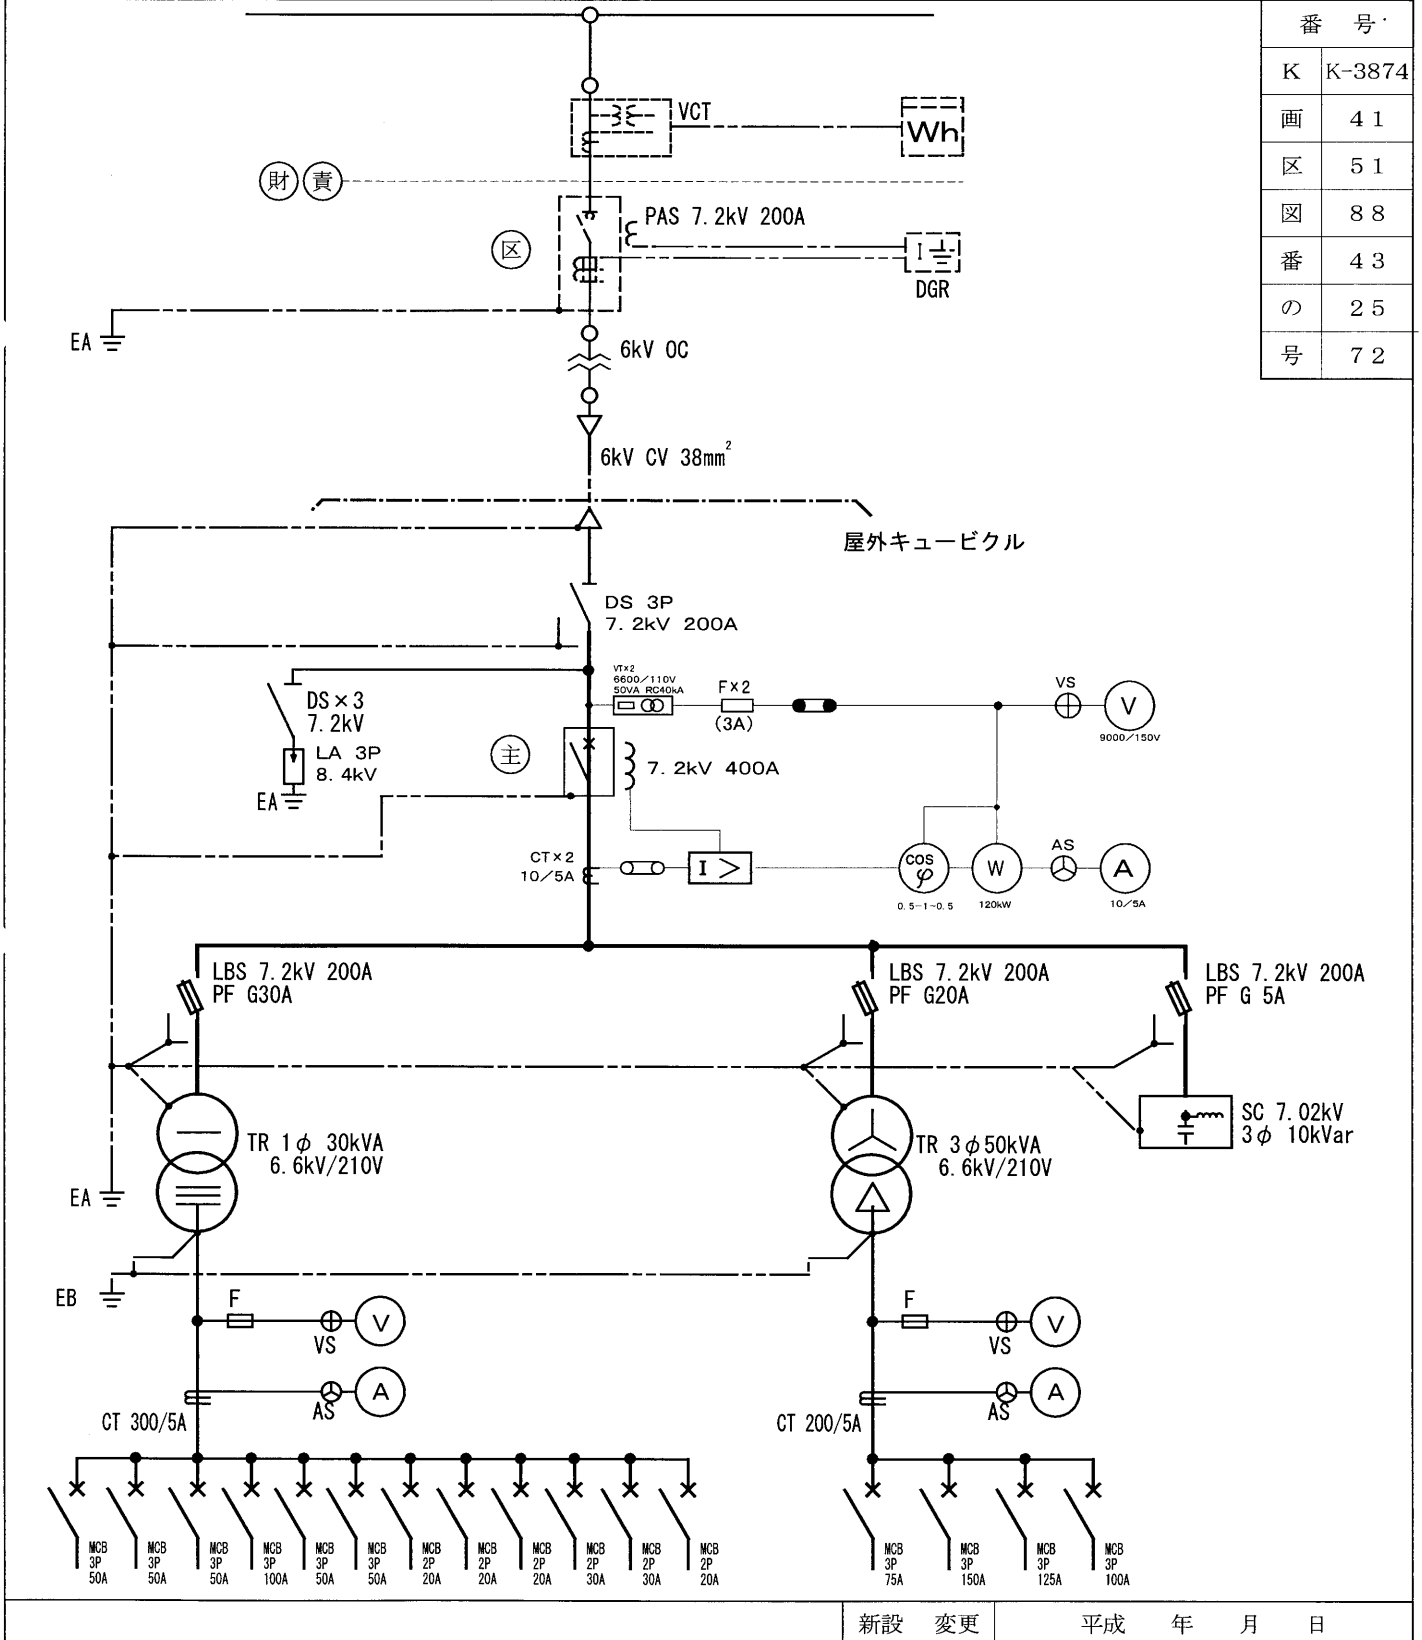 番 号
K K-3874
画 41
区 51
図 88
番 43
の 25
号 72
VCT
Wh
財 責
PAS 7.2kV 200A
区
I
DGR
EA
6kV OC
6kV CV 38mm²
屋外キュービクル
DS 3P
7.2kV 200A
VT×2
6600/110V
50VA RC40kA
F×2
(3A)
VS
V
9000/150V
DS×3
7.2kV
LA 3P
8.4kV
EA
主
7.2kV 400A
CT×2
10/5A
I >
COS
φ
0.5-1-0.5
W
120kW
AS
A
10/5A
LBS 7.2kV 200A
PF G30A
LBS 7.2kV 200A
PF G20A
LBS 7.2kV 200A
PF G 5A
TR 1φ 30kVA
6.6kV/210V
TR 3φ50kVA
6.6kV/210V
SC 7.02kV
3φ 10kVar
EA
EB
F
VS
V
F
VS
V
AS
A
CT 300/5A
AS
A
CT 200/5A
MCB
3P
50A
MCB
3P
50A
MCB
3P
50A
MCB
3P
100A
MCB
3P
50A
MCB
3P
50A
MCB
2P
20A
MCB
2P
20A
MCB
2P
20A
MCB
2P
30A
MCB
2P
30A
MCB
2P
20A
MCB
3P
75A
MCB
3P
150A
MCB
3P
125A
MCB
3P
100A
新設 変更 平成 年 月 日